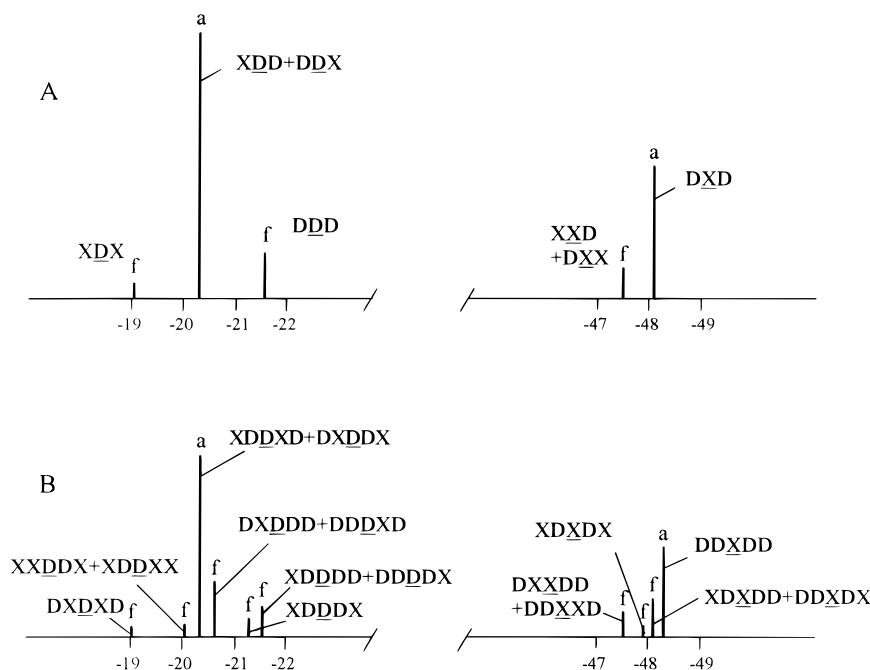 a
XDD+DDX
A
a
DXD
DDD
f
XXD
+DXX
f
XDX
f
-19
-20
-21
-22
-47
-48
-49
a
XDDXD+DXDDX
B
DXDDD+DDDXD
XDXDX
a
DDXDD
XXDDX+XDDXX
f
XDDDD+DDDDX
DXXDD
+DDXXD
f
f
f
XDXDD+DDXDX
DXDXD
f
f
f
f
XDDDX
-19
-20
-21
-22
-47
-48
-49